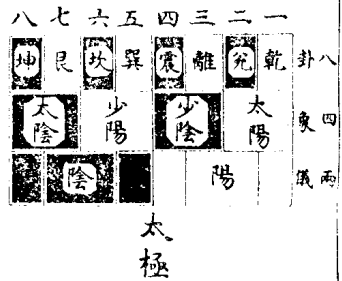 八 七 六 五 四 三 二 一
坤 艮 坎 巽 震 離 兌 乾 八卦
太陰 少陽 少陰 太陽 四象
陰 陽 兩儀
太極